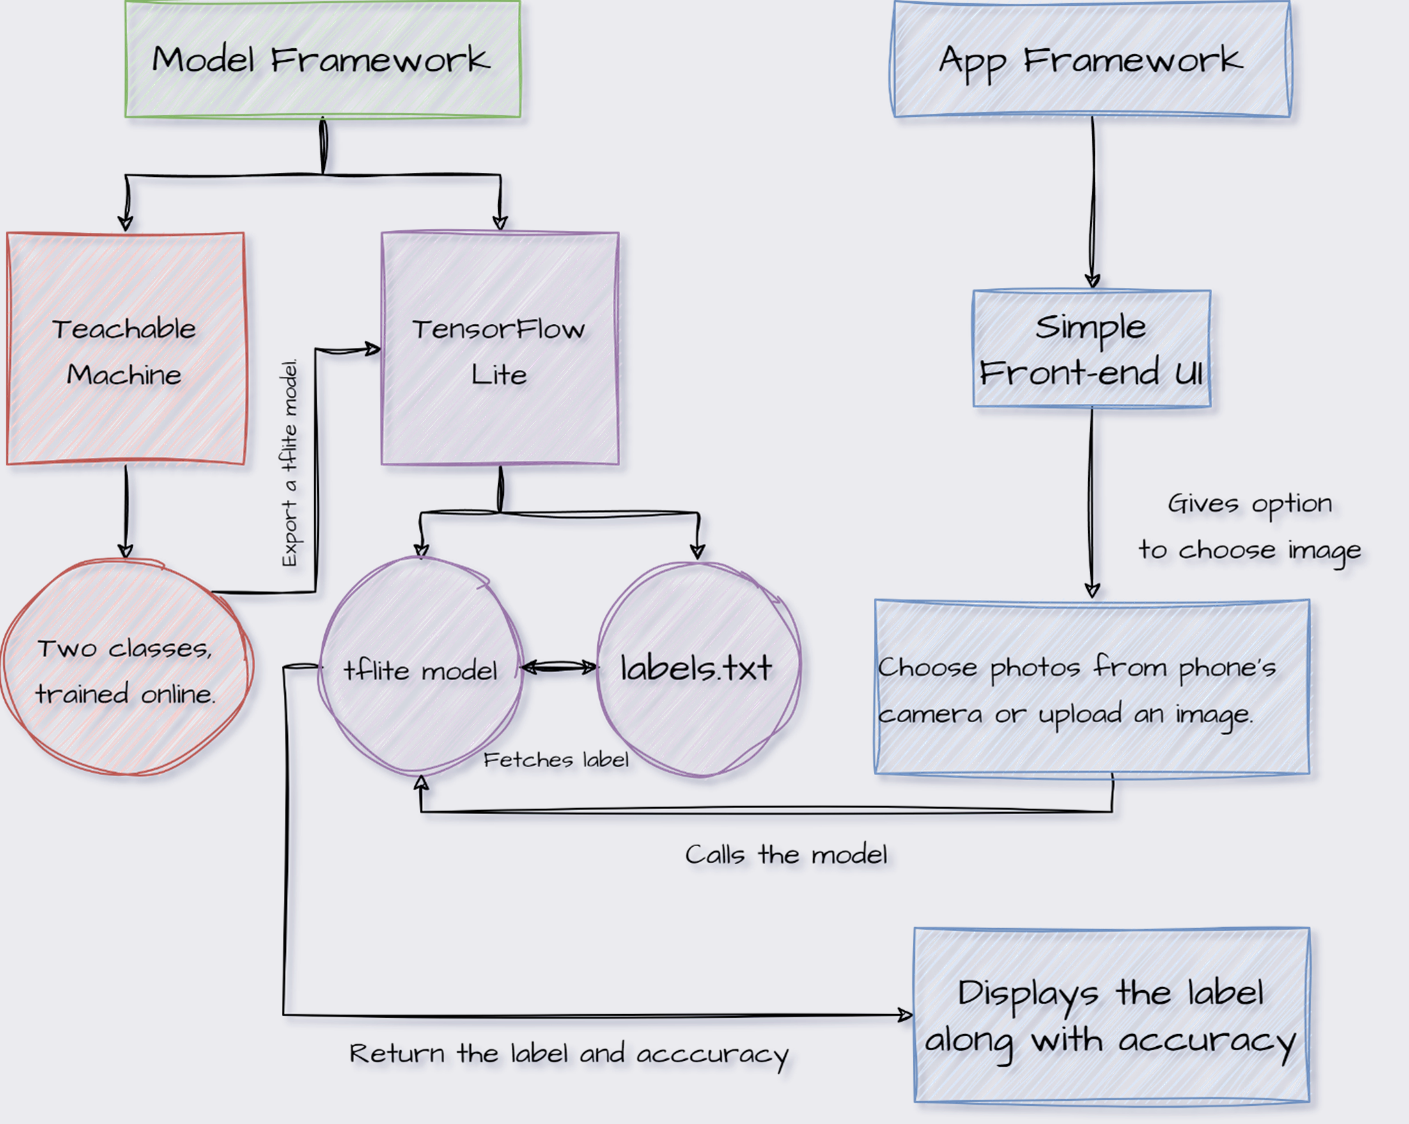 Model Framework
App Framework
Teachable
Machine
TensorFlow
Lite
Simple
Front-end UI
Export a tflite model.
Gives option
to choose image
Two classes,
trained online.
tflite model
labels.txt
Choose photos from phone's
camera or upload an image.
Fetches label
Calls the model
Displays the label
along with accuracy
Return the label and acccuracy